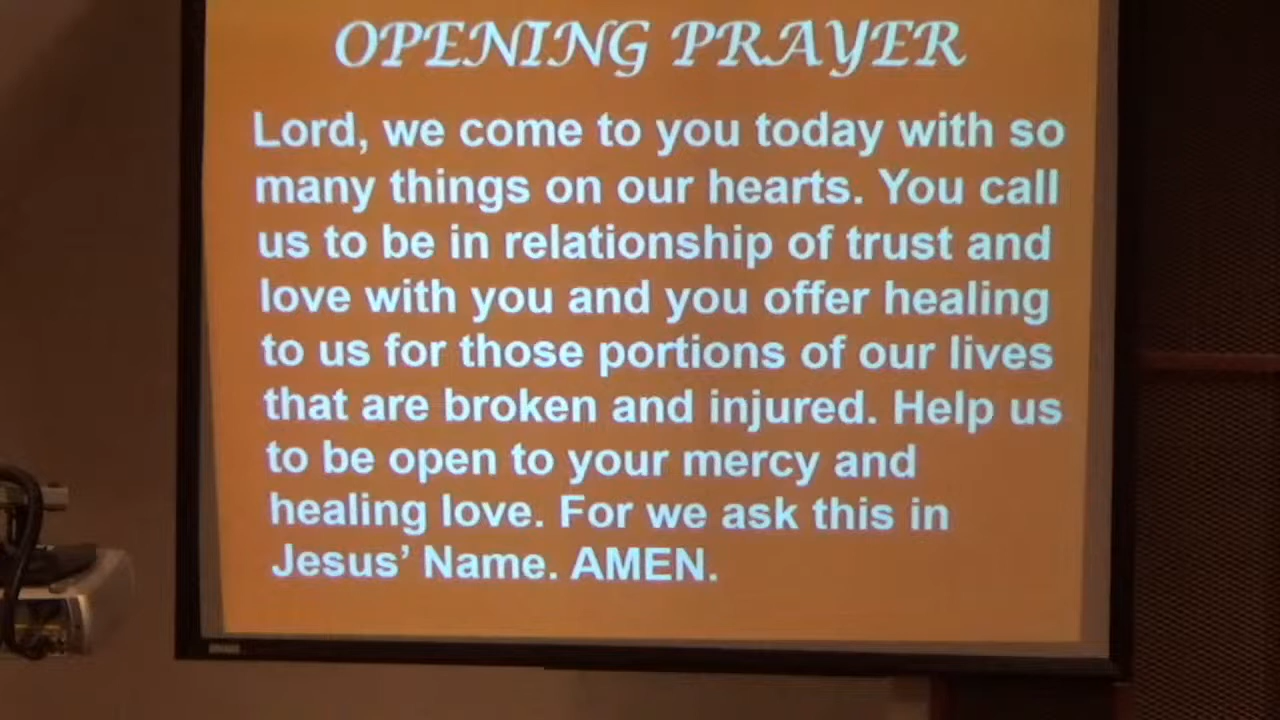 OPENING PRAYER
Lord, we come to you today with so
many things on our hearts. You call
us to be in relationship of trust and
love with you and you offer healing
to us for those portions of our lives
that are broken and injured. Help us
to be open to your mercy and
healing love. For we ask this in
Jesus’ Name. AMEN.